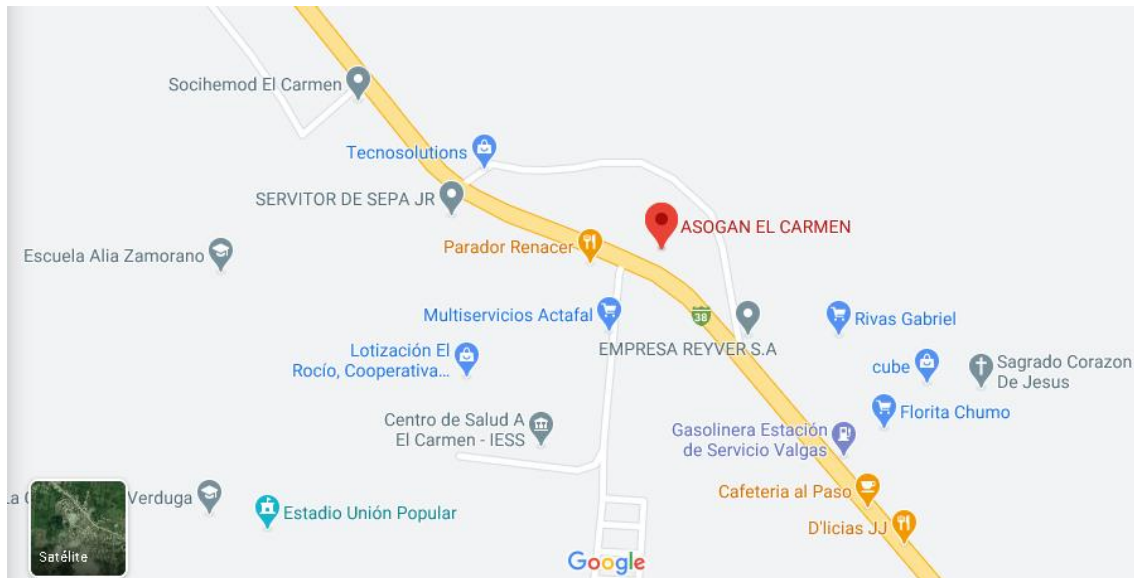 Socihemod El Carmen
Tecnosolutions
SERVITOR DE SEPA JR
ASOGAN EL CARMEN
Parador Renacer
Escuela Alia Zamorano
Multiservicios Actafal
38
Rivas Gabriel
EMPRESA REYVER S.A
Lotización El
Rocío, Cooperativa...
cube
Sagrado Corazon
De Jesus
Florita Chumo
Centro de Salud A
El Carmen - IESS
Gasolinera Estación
de Servicio Valgas
Cafeteria al Paso
Verduga
Estadio Unión Popular
D'licias JJ
Satélite
Google